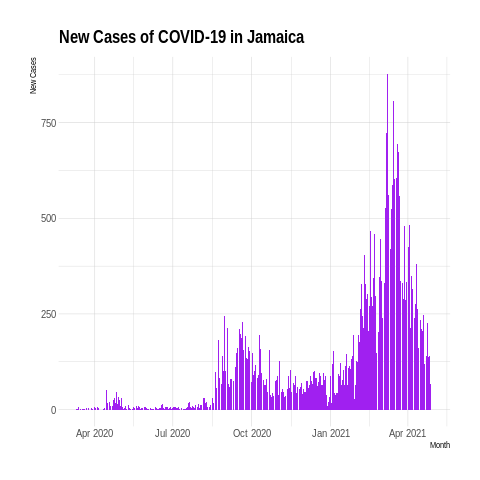 New Cases of COVID-19 in Jamaica
New Cases
750
500
250
0
Apr 2020 Jul 2020 Oct 2020 Jan 2021 Apr 2021
Month